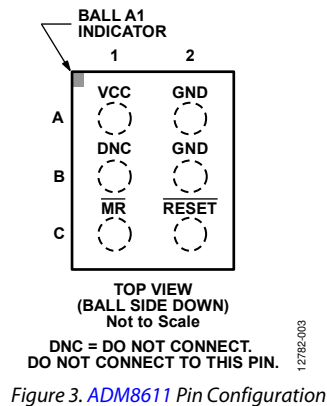 BALL A1
INDICATOR
1 2
A
VCC GND
B
DNC GND
C
MR RESET
TOP VIEW
(BALL SIDE DOWN)
Not to Scale
DNC = DO NOT CONNECT.
DO NOT CONNECT TO THIS PIN.
12782-003
Figure 3. ADM8611 Pin Configuration